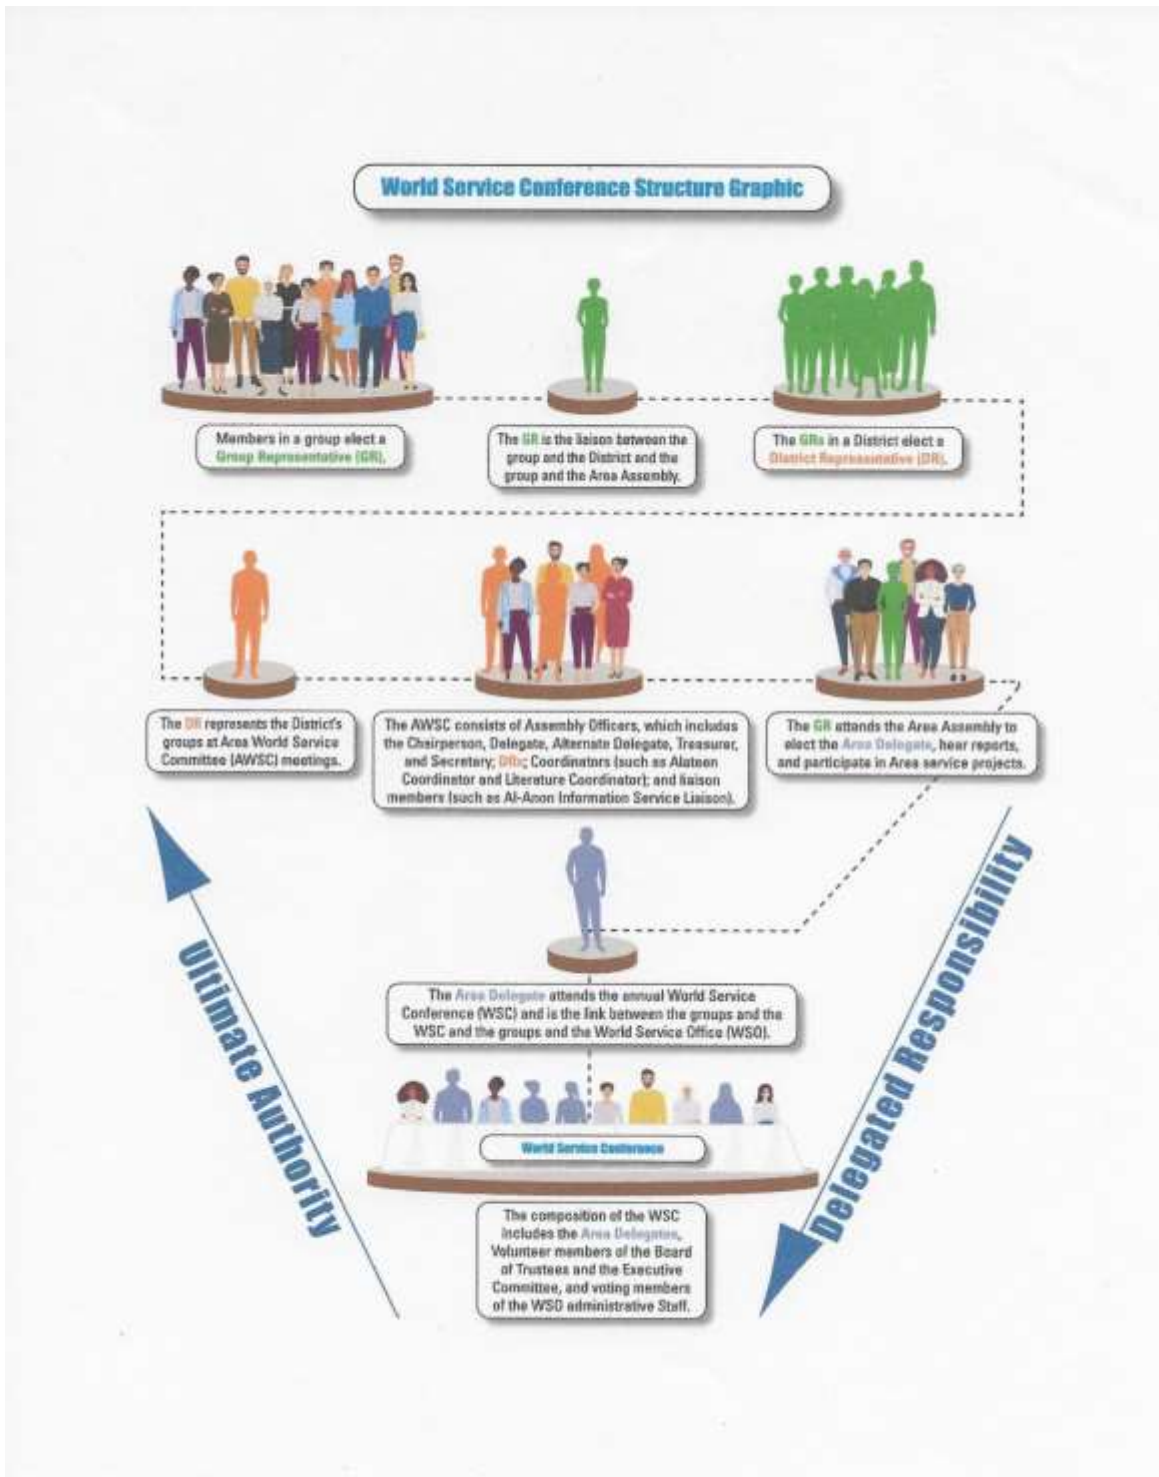 World Service Conference Structure Graphic
Members in a group elect a
Group Representative (GR).
The GR is the liaison between the
group and the District and the
group and the Area Assembly.
The GRs in a District elect a
District Representative (DR).
The DR represents the District's
groups at Area World Service
Committee (AWSC) meetings.
The AWSC consists of Assembly Officers, which includes
the Chairperson, Delegate, Alternate Delegate, Treasurer,
and Secretary; DRs; Coordinators (such as Alateen
Coordinator and Literature Coordinator); and liaison
members (such as Al-Anon Information Service Liaison).
The GR attends the Area Assembly to
elect the Area Delegate, hear reports,
and participate in Area service projects.
Ultimate Authority
Delegated Responsibility
The Area Delegate attends the annual World Service
Conference (WSC) and is the link between the groups and the
WSC and the groups and the World Service Office (WSO).
World Service Conference
The composition of the WSC
includes the Area Delegates,
Volunteer members of the Board
of Trustees and the Executive
Committee, and voting members
of the WSO administrative Staff.